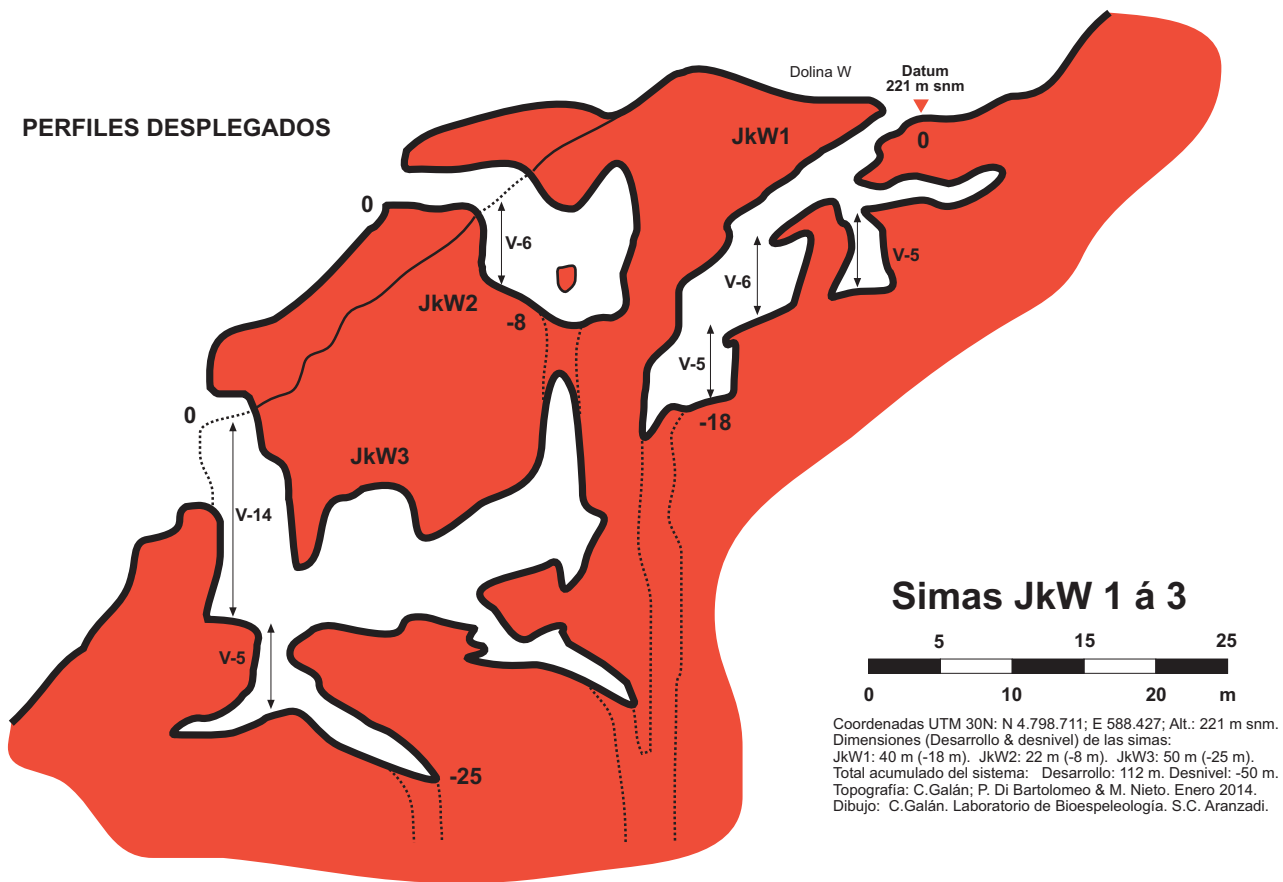 PERFILES DESPLEGADOS
Dolina W
Datum
221 m snm
JkW1
0
0
V-6
V-5
V-6
JkW2
-8
V-5
0
-18
JkW3
V-14
V-5
-25
Simas JkW 1 á 3
5 15 25
0 10 20 m
Coordenadas UTM 30N: N 4.798.711; E 588.427; Alt.: 221 m snm.
Dimensiones (Desarrollo & desnivel) de las simas:
JkW1: 40 m (-18 m). JkW2: 22 m (-8 m). JkW3: 50 m (-25 m).
Total acumulado del sistema: Desarrollo: 112 m. Desnivel: -50 m.
Topografía: C.Galán; P. Di Bartolomeo & M. Nieto. Enero 2014.
Dibujo: C.Galán. Laboratorio de Bioespeleología. S.C. Aranzadi.